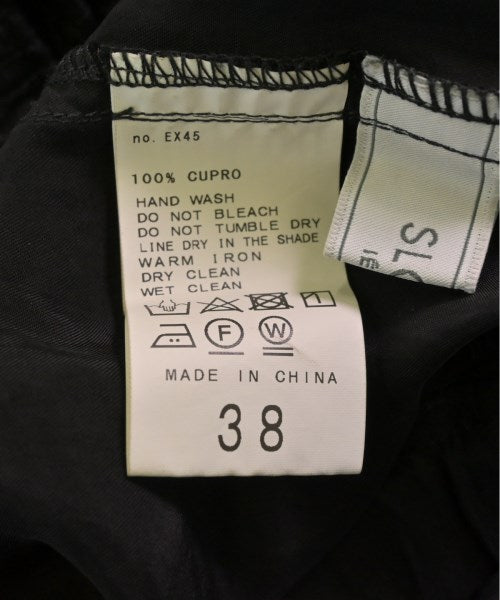 no. EX45
100% CUPRO
HAND WASH
DO NOT BLEACH
DO NOT TUMBLE DRY
LINE DRY IN THE SHADE
WARM IRON
DRY CLEAN
WET CLEAN
F W
MADE IN CHINA
38